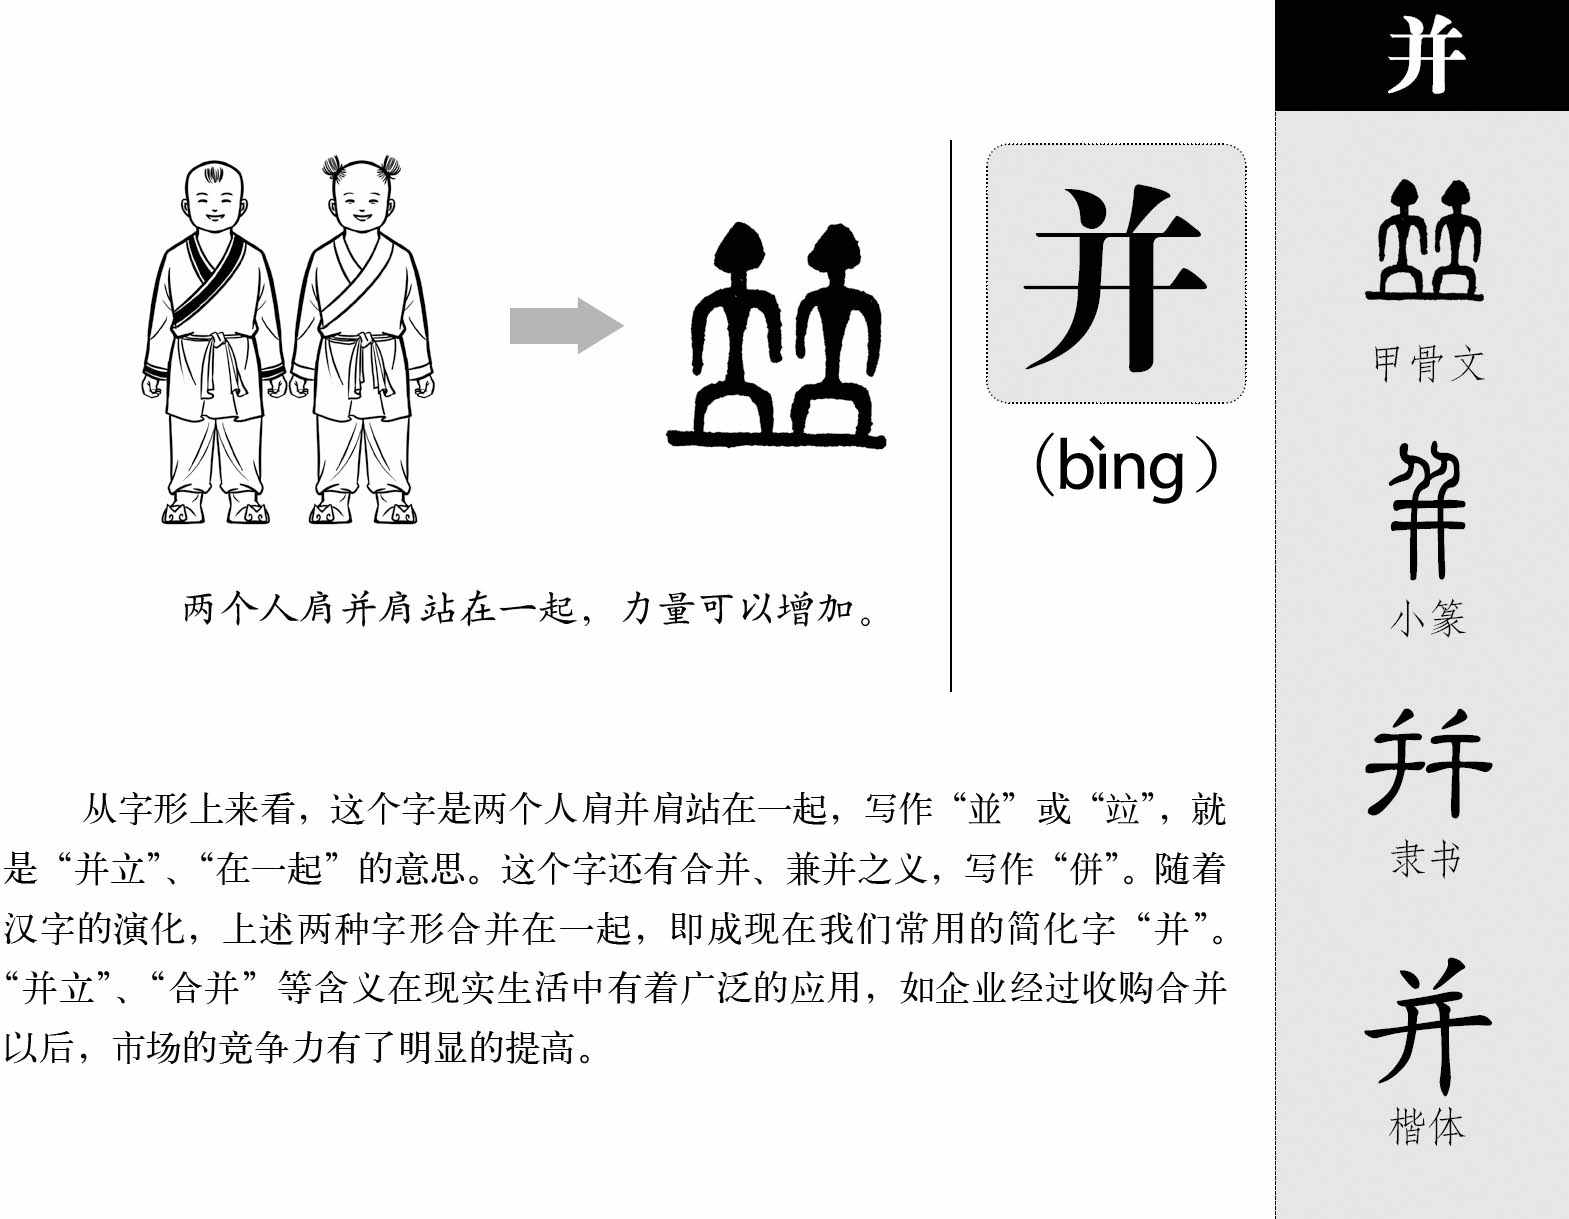 并
并
(bìng)
两个人肩并肩站在一起，力量可以增加。
从字形上来看，这个字是两个人肩并肩站在一起，写作“並”或“竝”，就
是“并立”、“在一起”的意思。这个字还有合并、兼并之义，写作“併”。随着
汉字的演化，上述两种字形合并在一起，即成现在我们常用的简化字“并”。
“并立”、“合并”等含义在现实生活中有着广泛的应用，如企业经过收购合并
以后，市场的竞争力有了明显的提高。
甲骨文
小篆
隶书
并
楷体